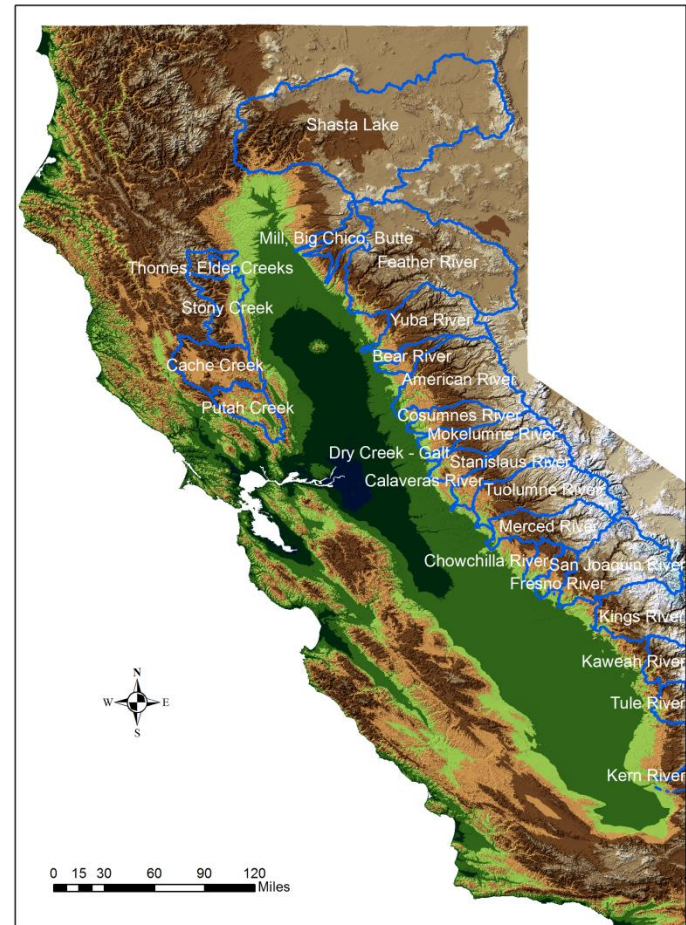 Shasta Lake
Mill, Big Chico, Butte
Feather River
Thomes, Elder Creeks
Stony Creek
Yuba River
Bear River
Cache Creek
American River
Putah Creek
Cosumnes River
Mokelumne River
Dry Creek - Galt
Stanislaus River
Calaveras River
Tuolumne River
Merced River
Chowchilla River
San Joaquin River
Fresno River
Kings River
Kaweah River
Tule River
Kern River
N
W E
S
0 15 30 60 90 120
Miles